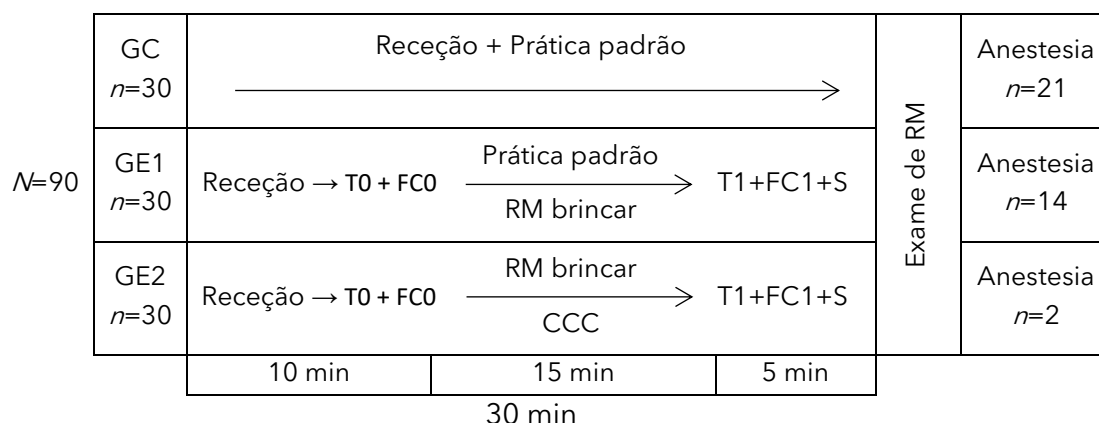 GC
n=30
Receção + Prática padrão
Anestesia
n=21
N=90
GE1
n=30
Receção → T0 + FC0
Prática padrão
RM brincar
T1+FC1+S
Exame de RM
Anestesia
n=14
GE2
n=30
Receção → T0 + FC0
RM brincar
CCC
T1+FC1+S
Anestesia
n=2
10 min
15 min
5 min
30 min